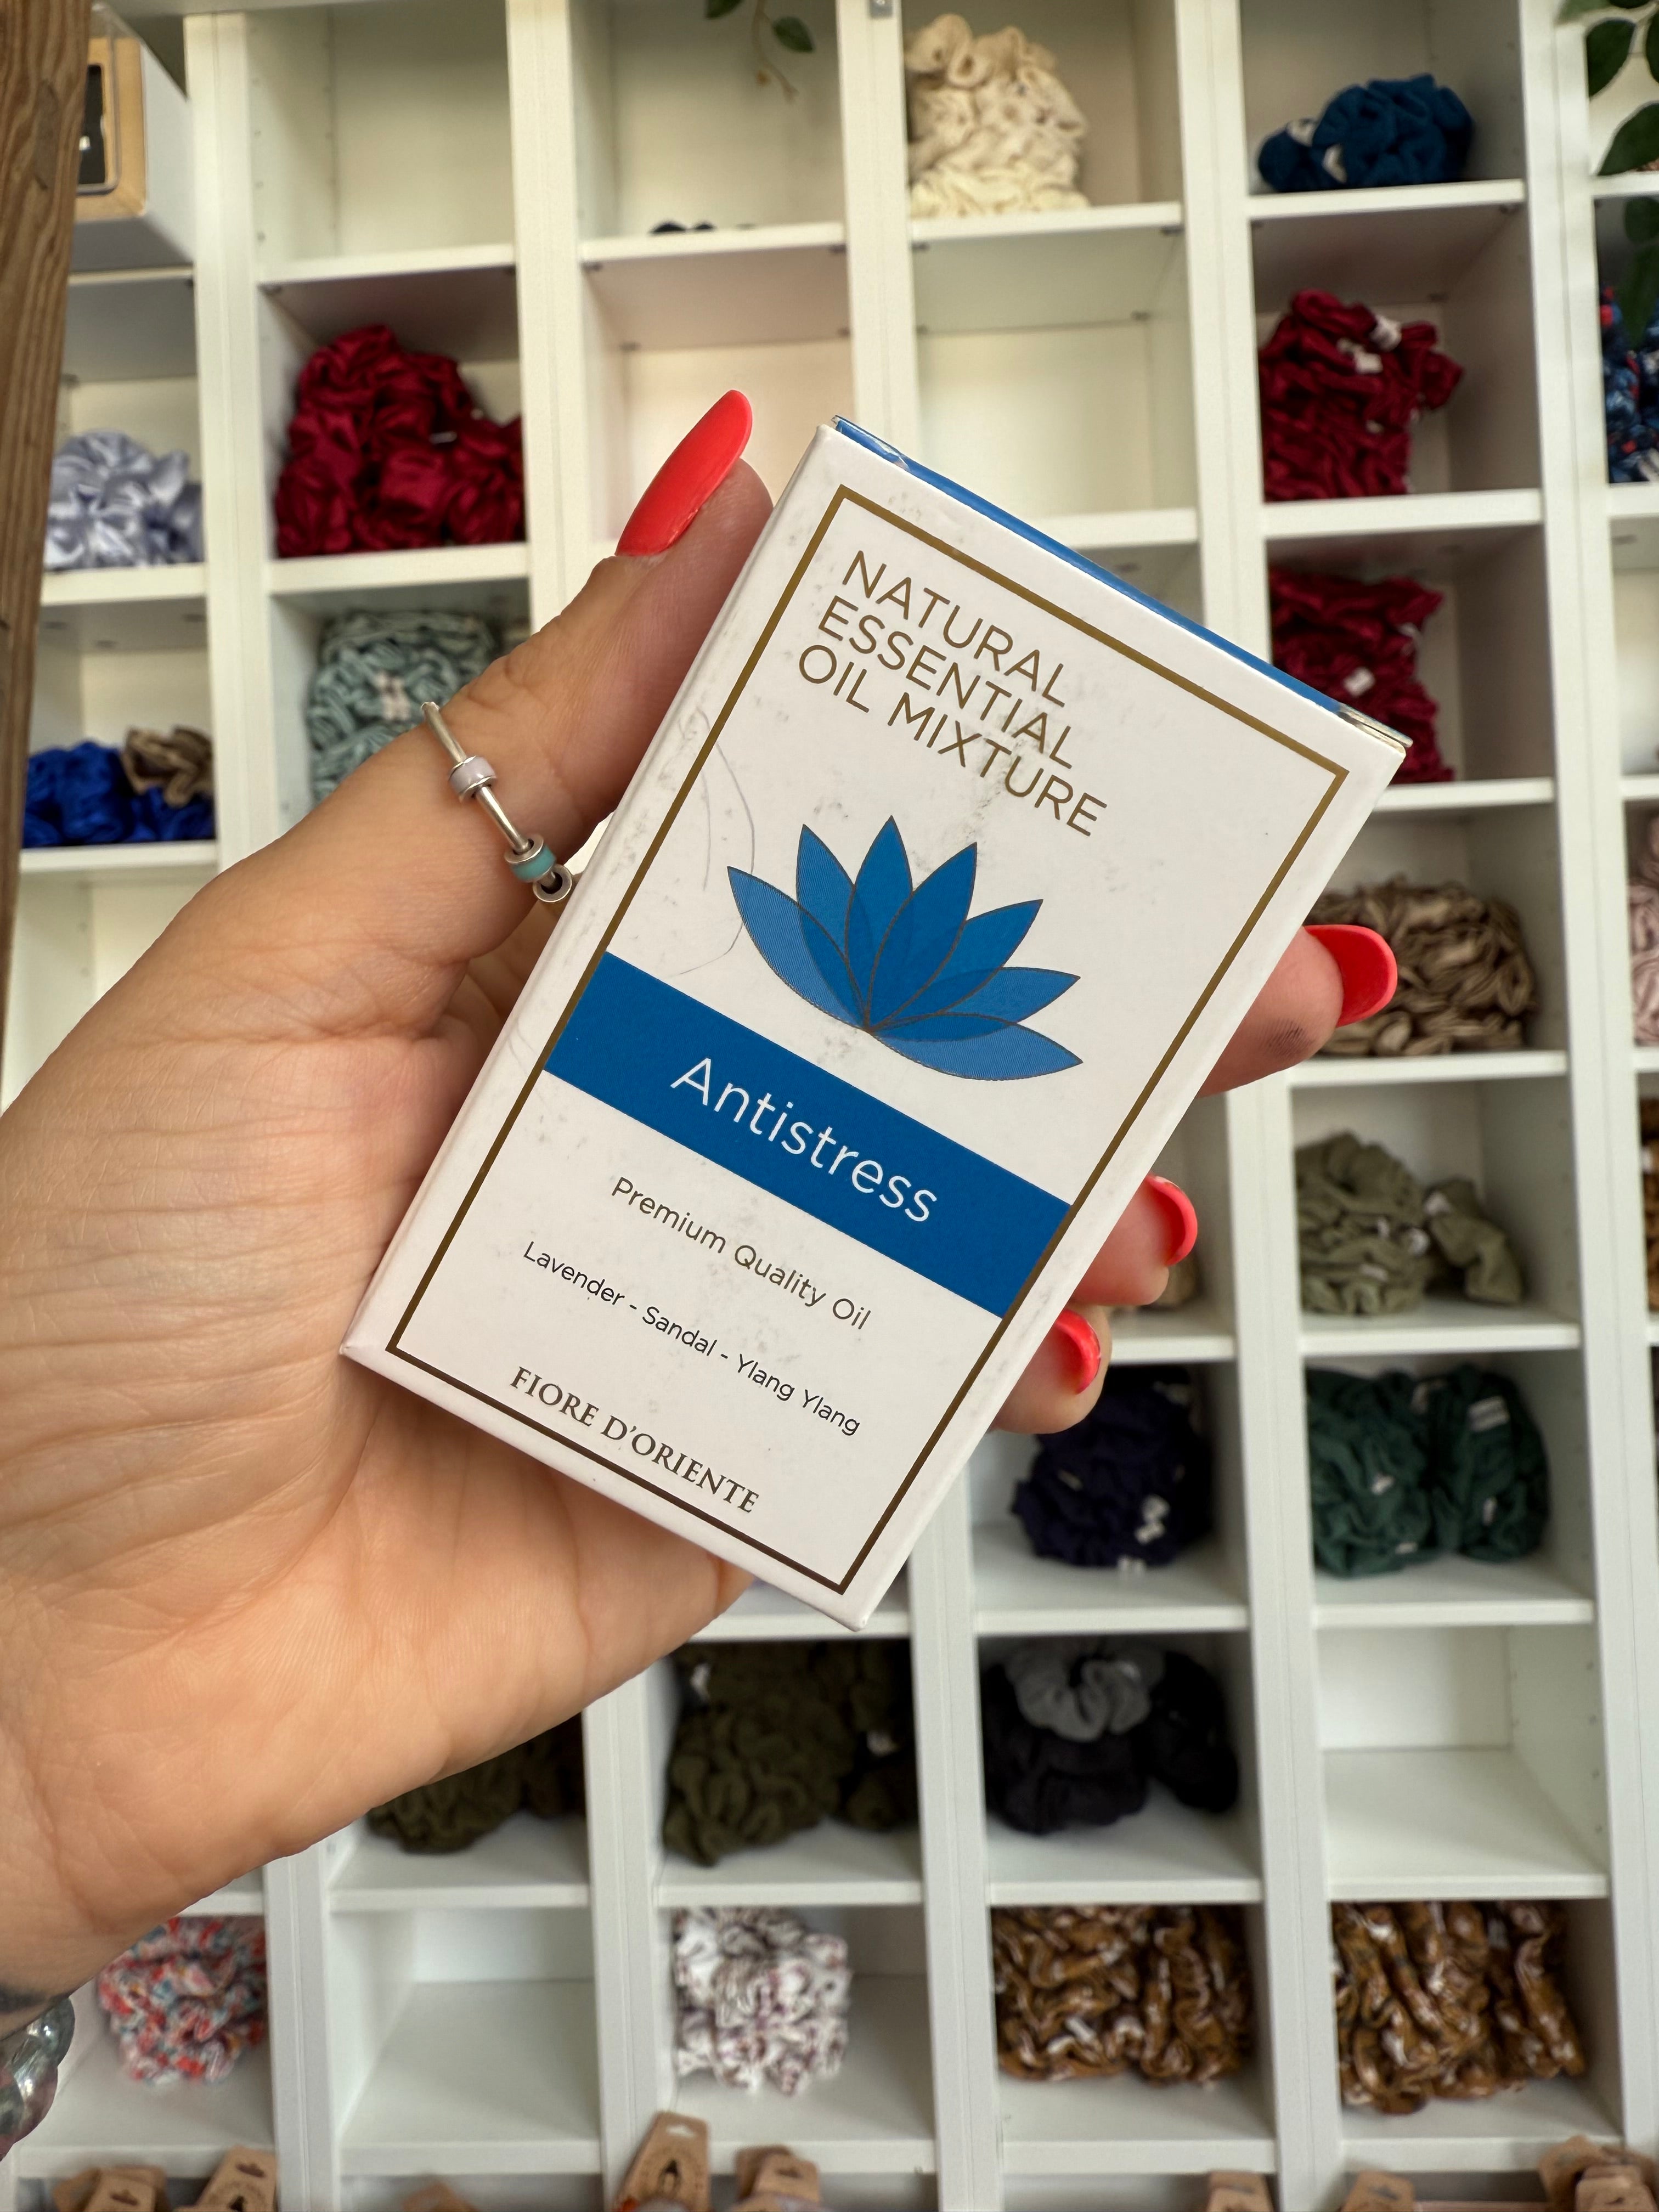 NATURAL
ESSENTIAL
OIL MIXTURE
Antistress
Premium Quality Oil
Lavender - Sandal - Ylang Ylang
FIORE D'ORIENTE